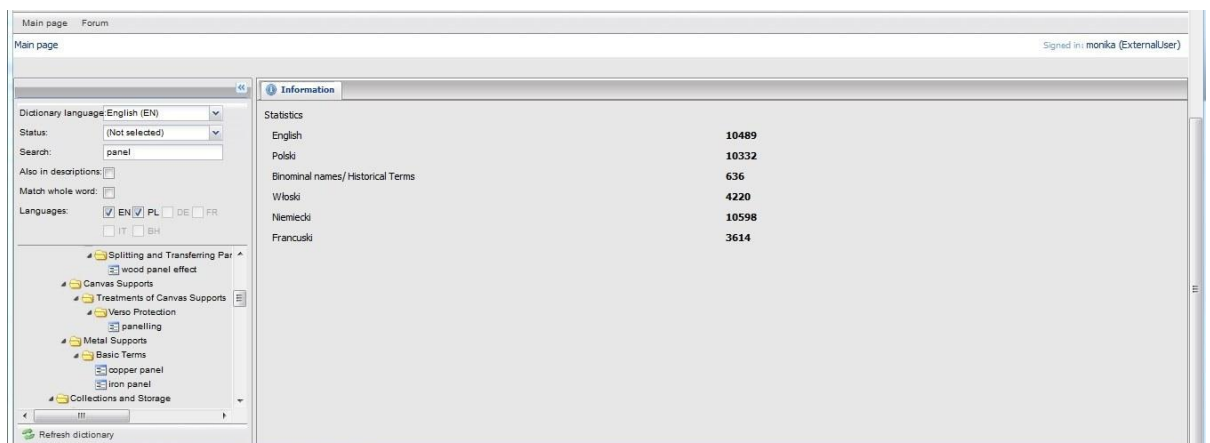 Main page Forum
Main page
Signed in: monika (ExternalUser)
Dictionary language: English (EN)
Status: (Not selected)
Search: panel
Also in descriptions:
Match whole word:
Languages: EN PL DE FR
IT BH
Splitting and Transferring Par
wood panel effect
Canvas Supports
Treatments of Canvas Supports
Verso Protection
panelling
Metal Supports
Basic Terms
copper panel
iron panel
Collections and Storage
Refresh dictionary
Information
Statistics
English 10489
Polski 10332
Binominal names/ Historical Terms 636
Włoski 4220
Niemiecki 10598
Francuski 3614